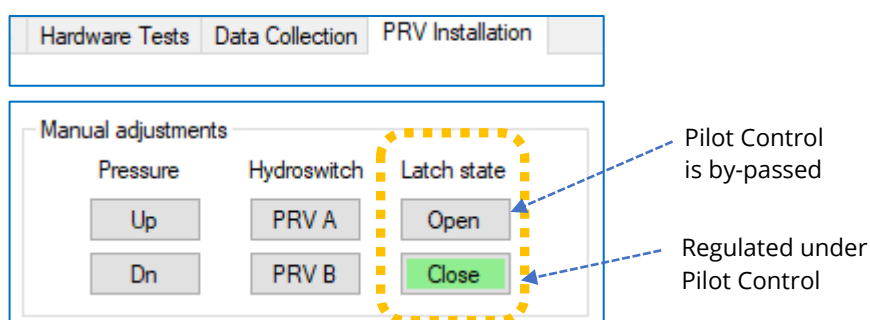 Hardware Tests Data Collection PRV Installation
Manual adjustments
Pressure Hydroswitch Latch state
Up PRV A Open
Dn PRV B Close
Pilot Control
is by-passed
Regulated under
Pilot Control